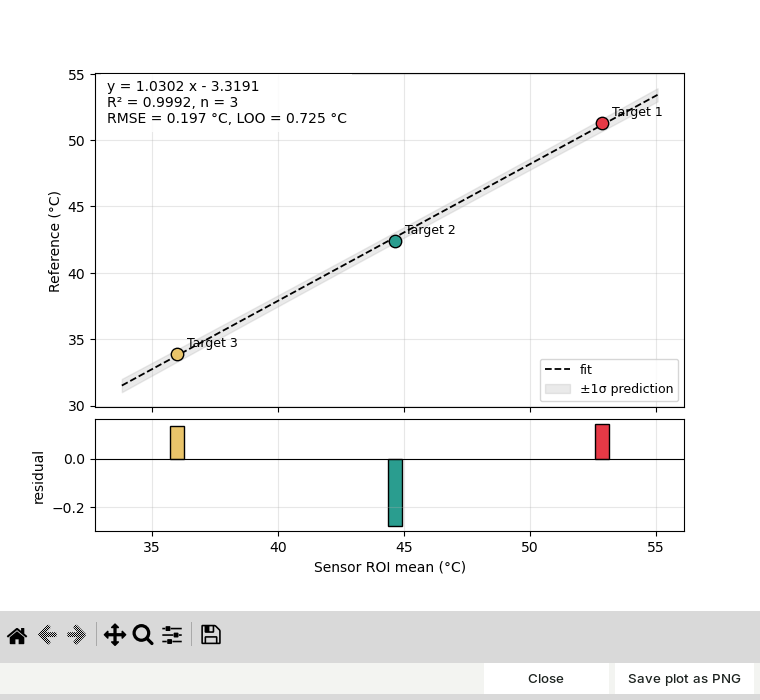 y = 1.0302 x - 3.3191
R² = 0.9992, n = 3
RMSE = 0.197 °C, LOO = 0.725 °C
55
50
45
40
35
30
Reference (°C)
Target 1
Target 2
Target 3
fit
±1σ prediction
0.0
−0.2
residual
35
40
45
50
55
Sensor ROI mean (°C)
Close
Save plot as PNG